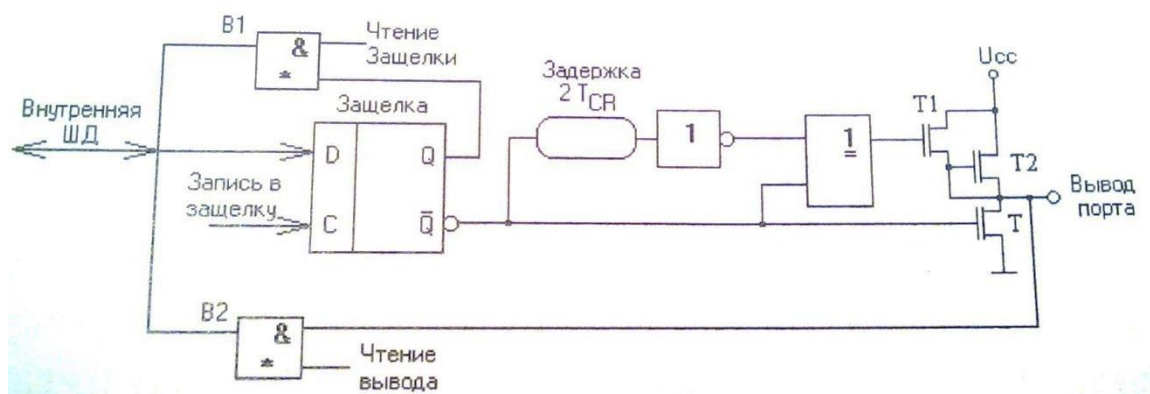 B1
&
*
Чтение
Защелки
Внутренняя
ШД
Защелка
D
Q
Запись в
защелку
C
Q̅
Задержка
2 T_CR
1
1
Ucc
T1
T2
T
Вывод
порта
B2
&
*
Чтение
вывода